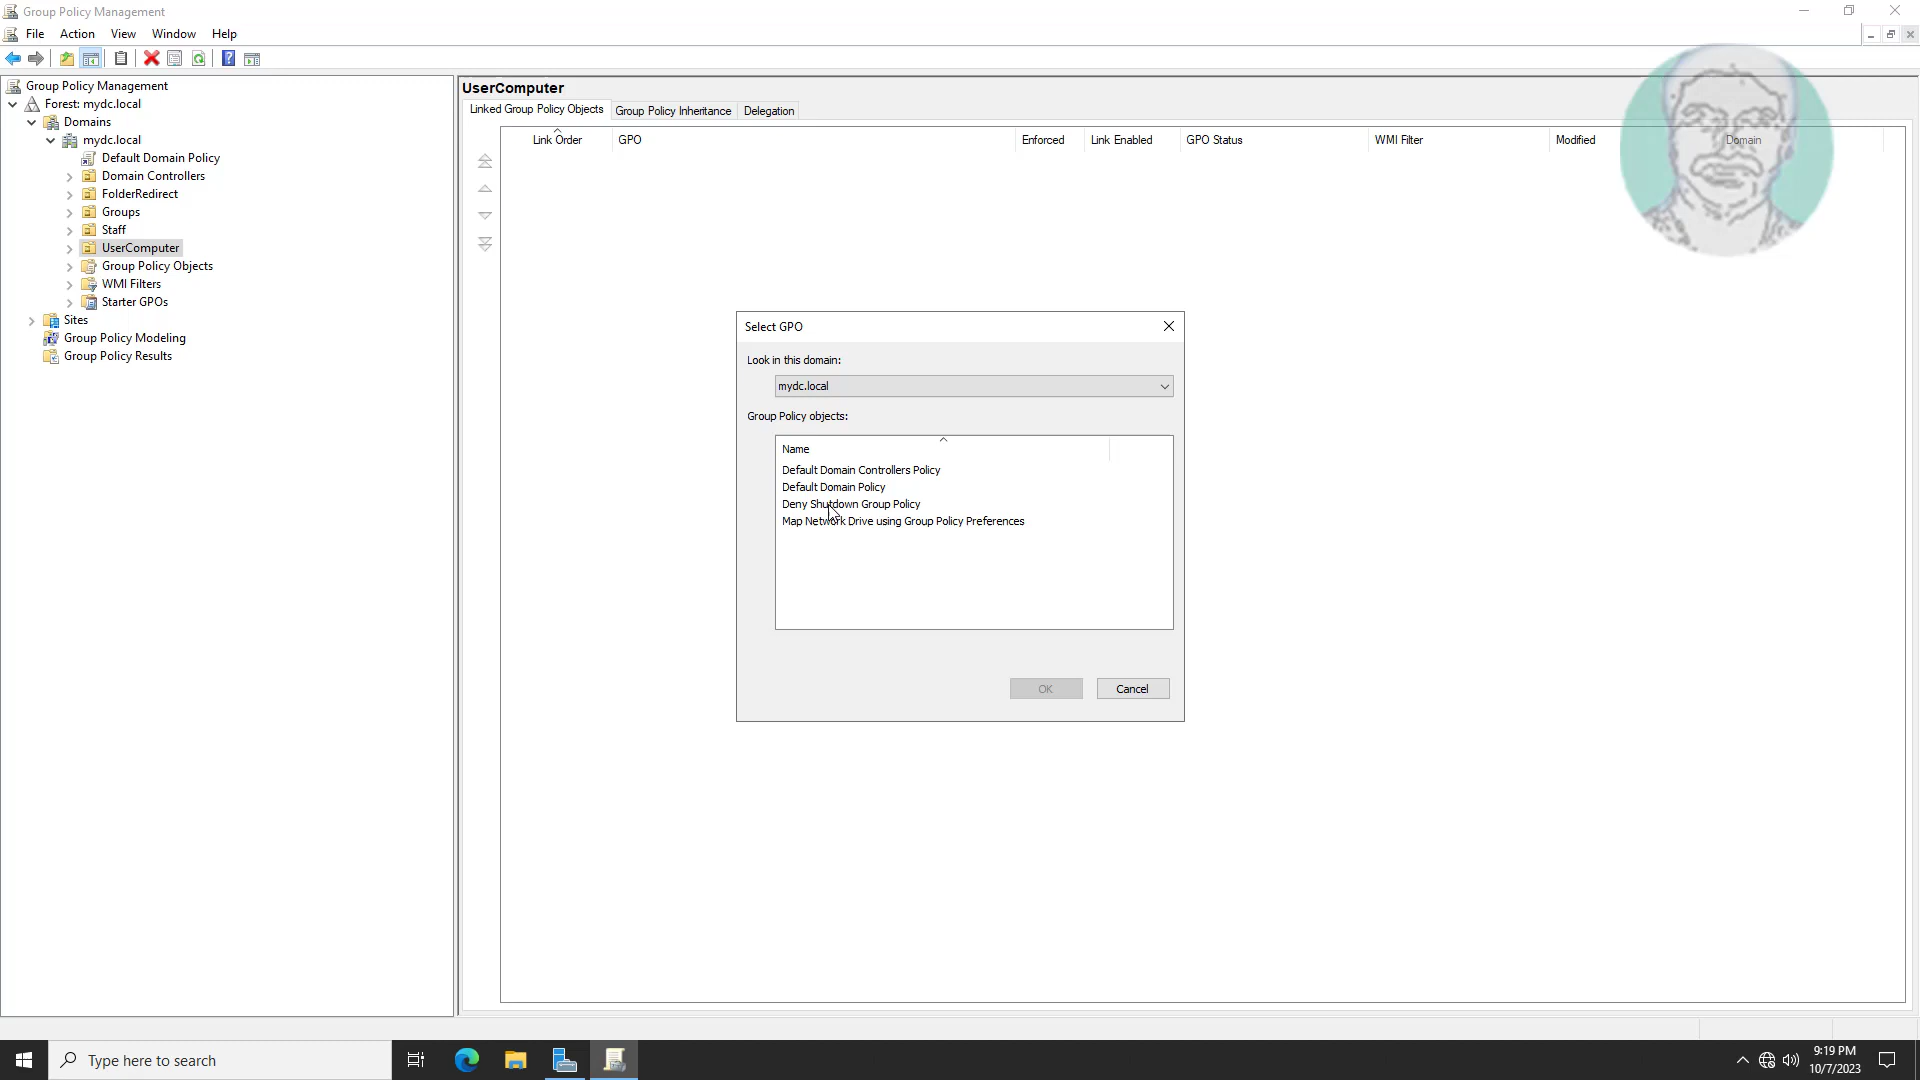 Group Policy Management
File Action View Window Help
Group Policy Management
Forest: mydc.local
Domains
mydc.local
Default Domain Policy
Domain Controllers
FolderRedirect
Groups
Staff
UserComputer
Group Policy Objects
WMI Filters
Starter GPOs
Sites
Group Policy Modeling
Group Policy Results
UserComputer
Linked Group Policy Objects Group Policy Inheritance Delegation
Link Order GPO Enforced Link Enabled GPO Status WMI Filter Modified Domain
Select GPO
Look in this domain:
mydc.local
Group Policy objects:
Name
Default Domain Controllers Policy
Default Domain Policy
Deny Shutdown Group Policy
Map Network Drive using Group Policy Preferences
OK Cancel
Type here to search
9:19 PM
10/7/2023